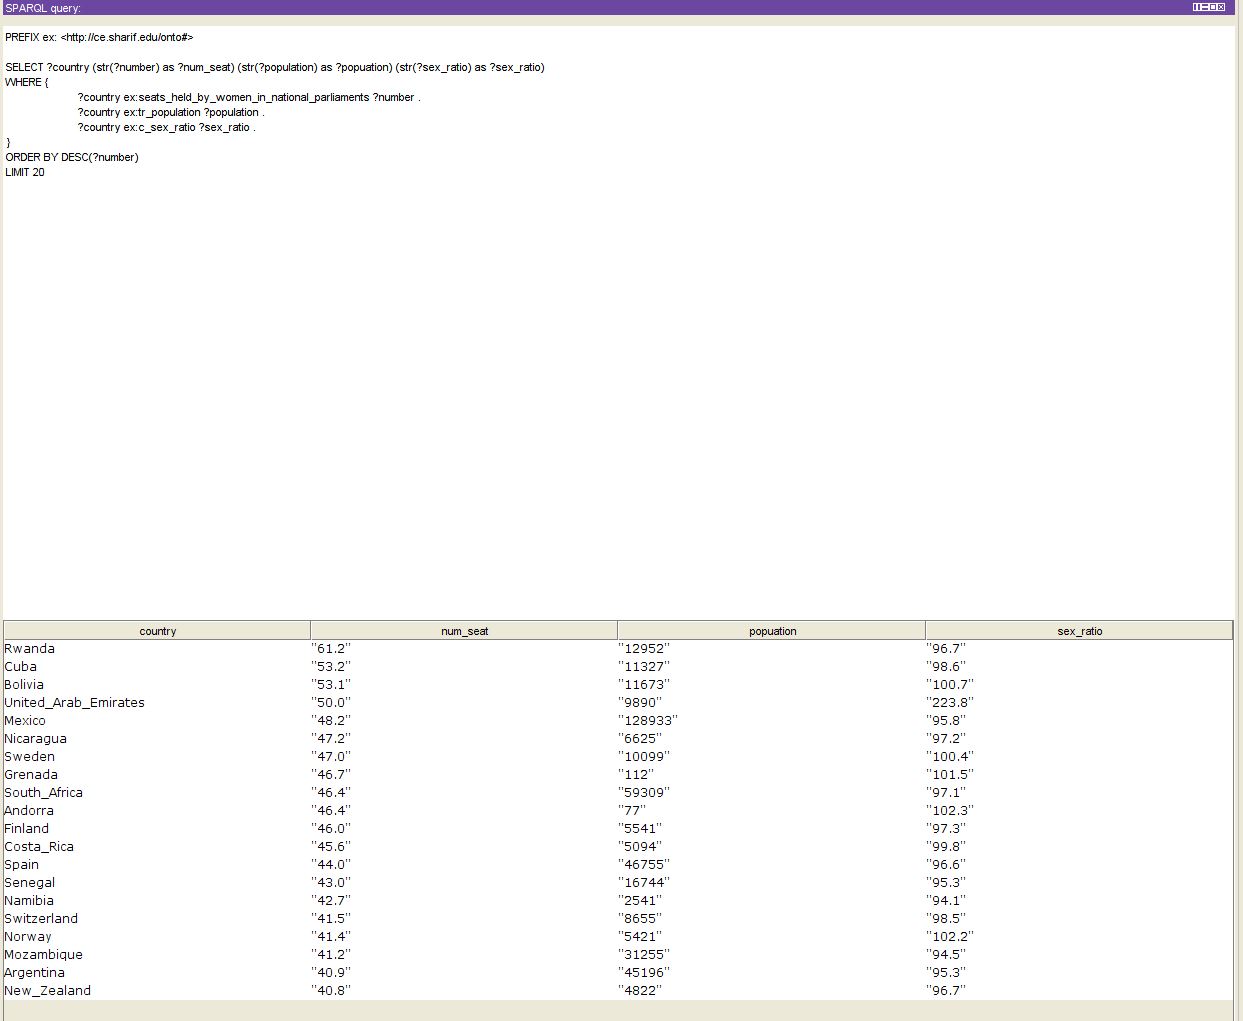 SPARQL query:
PREFIX ex: <http://ce.sharif.edu/onto#>
SELECT ?country (str(?number) as ?num_seat) (str(?population) as ?popuation) (str(?sex_ratio) as ?sex_ratio)
WHERE {
?country ex:seats_held_by_women_in_national_parliaments ?number .
?country ex:tr_population ?population .
?country ex:c_sex_ratio ?sex_ratio .
}
ORDER BY DESC(?number)
LIMIT 20
country num_seat popuation sex_ratio
Rwanda "61.2" "12952" "96.7"
Cuba "53.2" "11327" "98.6"
Bolivia "53.1" "11673" "100.7"
United_Arab_Emirates "50.0" "9890" "223.8"
Mexico "48.2" "128933" "95.8"
Nicaragua "47.2" "6625" "97.2"
Sweden "47.0" "10099" "100.4"
Grenada "46.7" "112" "101.5"
South_Africa "46.4" "59309" "97.1"
Andorra "46.4" "77" "102.3"
Finland "46.0" "5541" "97.3"
Costa_Rica "45.6" "5094" "99.8"
Spain "44.0" "46755" "96.6"
Senegal "43.0" "16744" "95.3"
Namibia "42.7" "2541" "94.1"
Switzerland "41.5" "8655" "98.5"
Norway "41.4" "5421" "102.2"
Mozambique "41.2" "31255" "94.5"
Argentina "40.9" "45196" "95.3"
New_Zealand "40.8" "4822" "96.7"